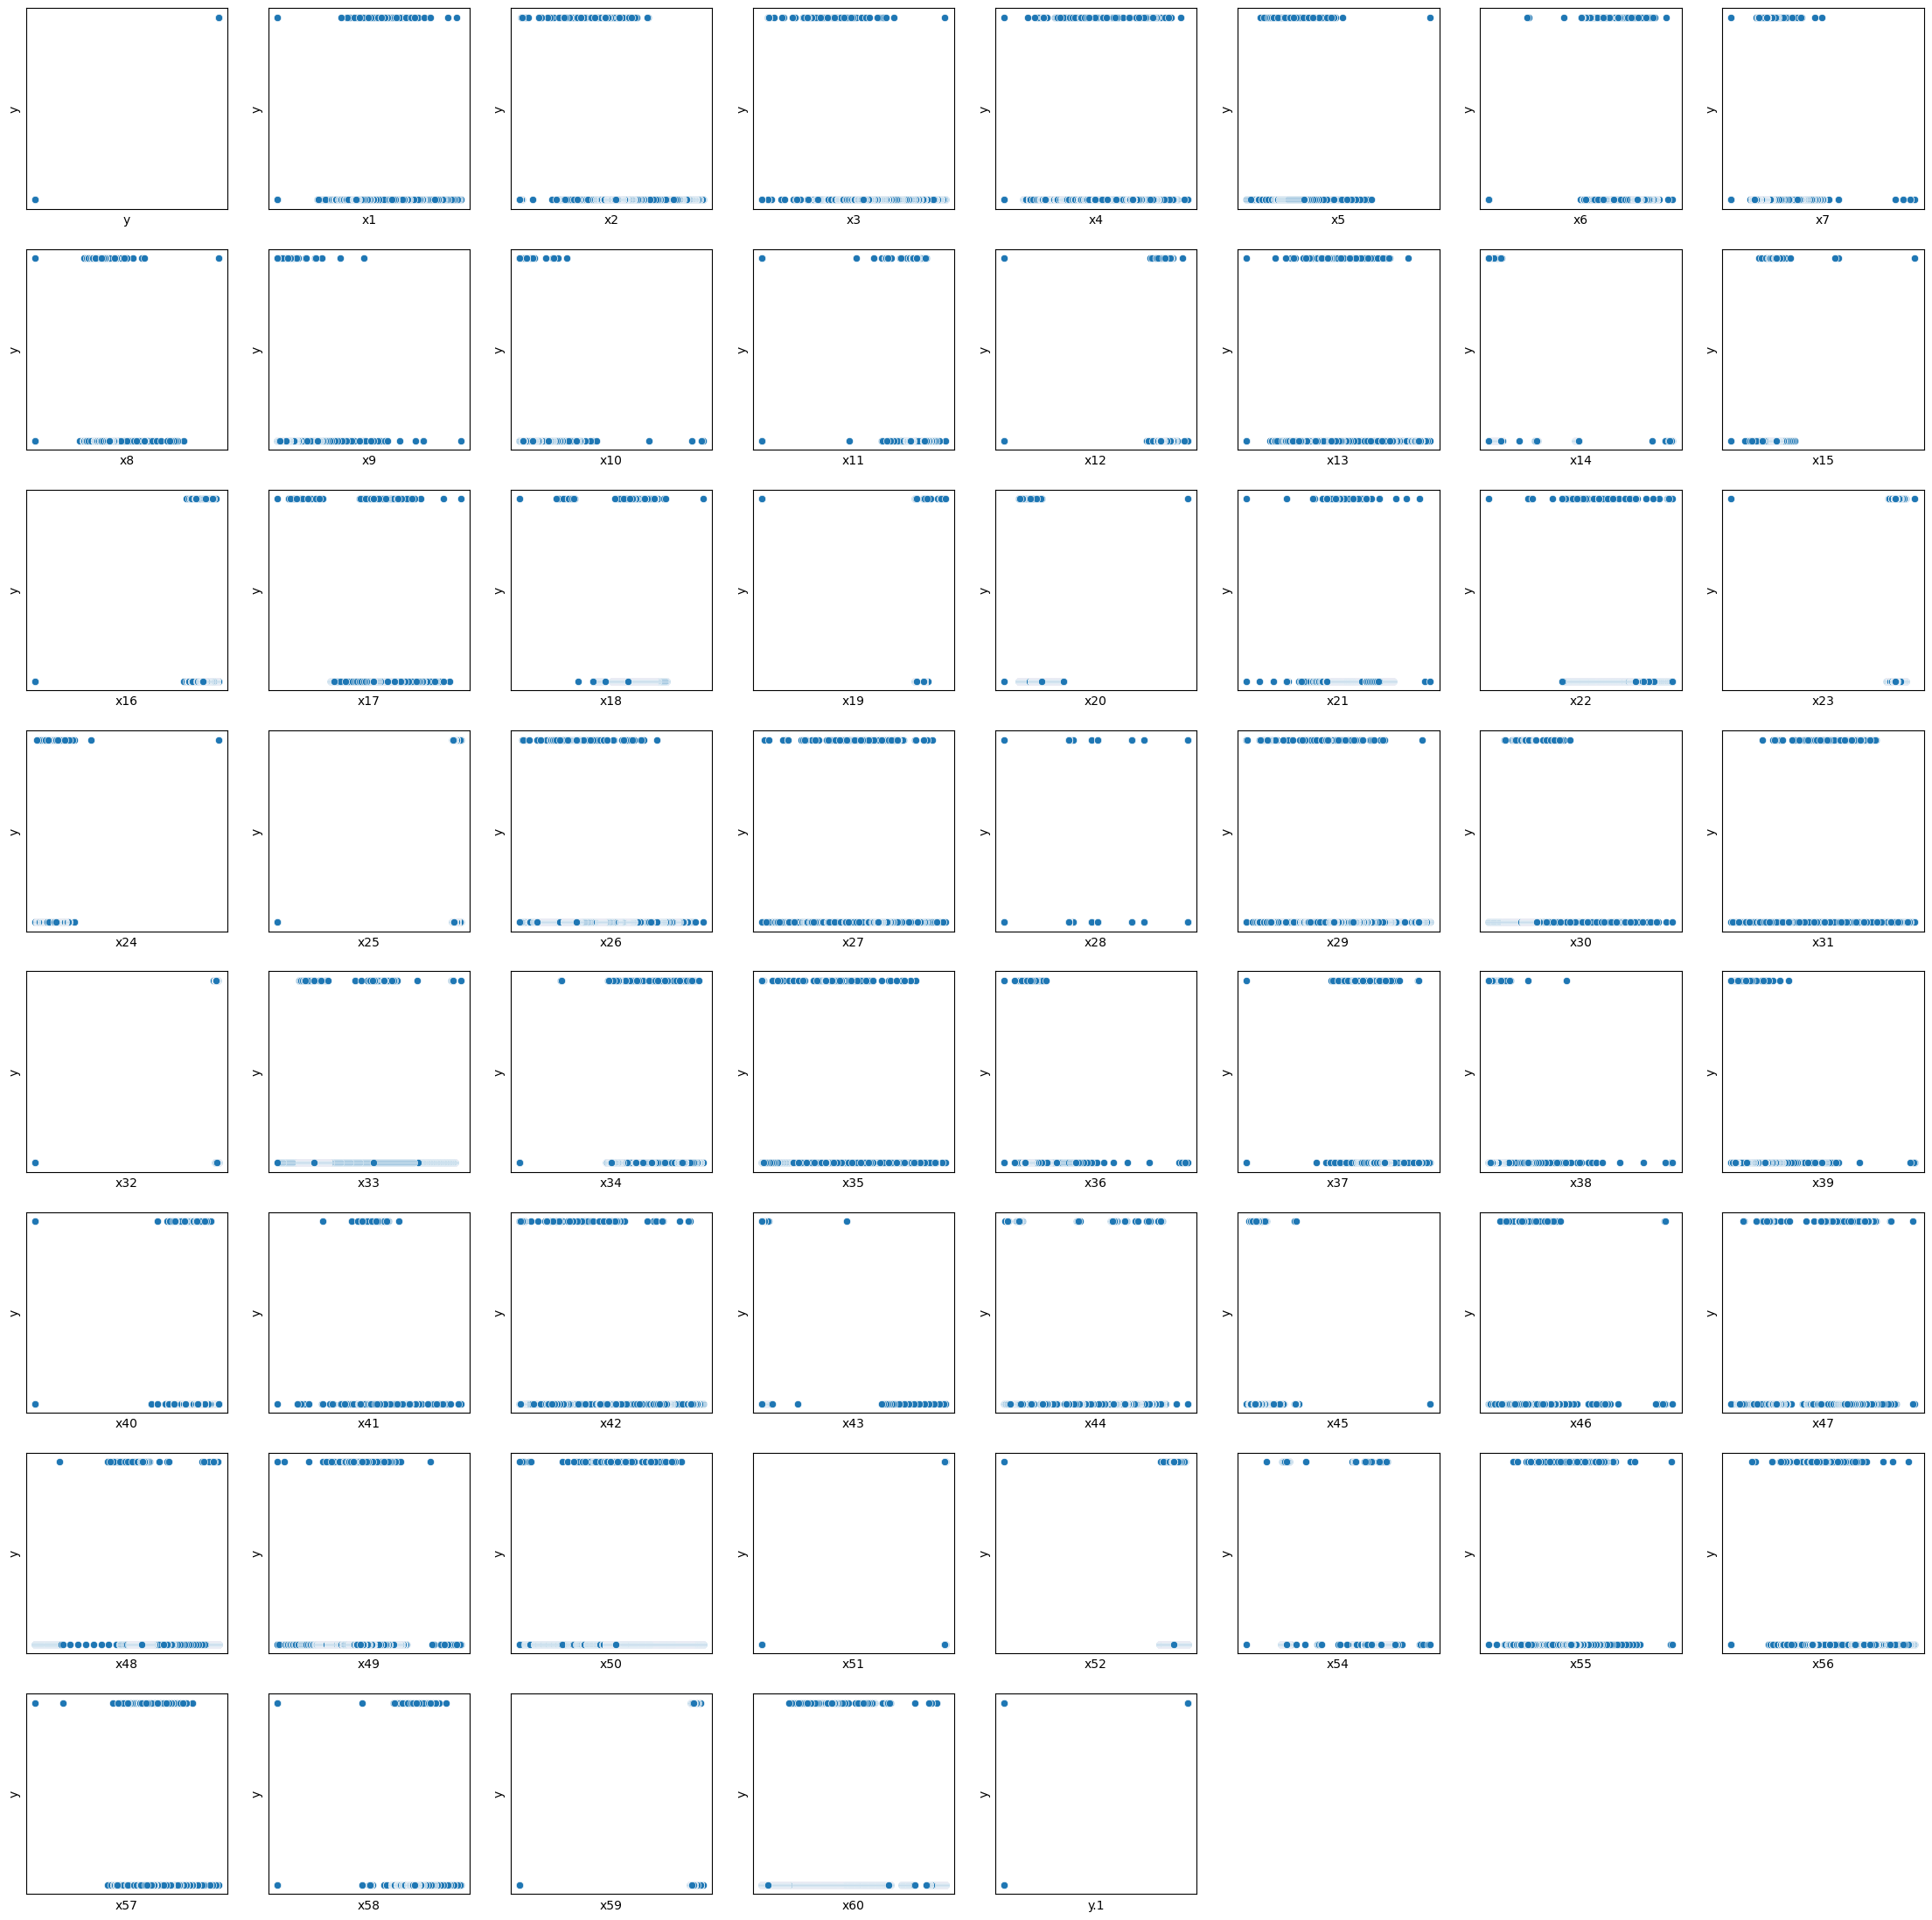 y y x1 y x2 y x3 y x4 y x5 y x6 y x7 y
x8 y x9 y x10 y x11 y x12 y x13 y x14 y x15 y
x16 y x17 y x18 y x19 y x20 y x21 y x22 y x23 y
x24 y x25 y x26 y x27 y x28 y x29 y x30 y x31 y
x32 y x33 y x34 y x35 y x36 y x37 y x38 y x39 y
x40 y x41 y x42 y x43 y x44 y x45 y x46 y x47 y
x48 y x49 y x50 y x51 y x52 y x54 y x55 y x56 y
x57 y x58 y x59 y x60 y y.1 y